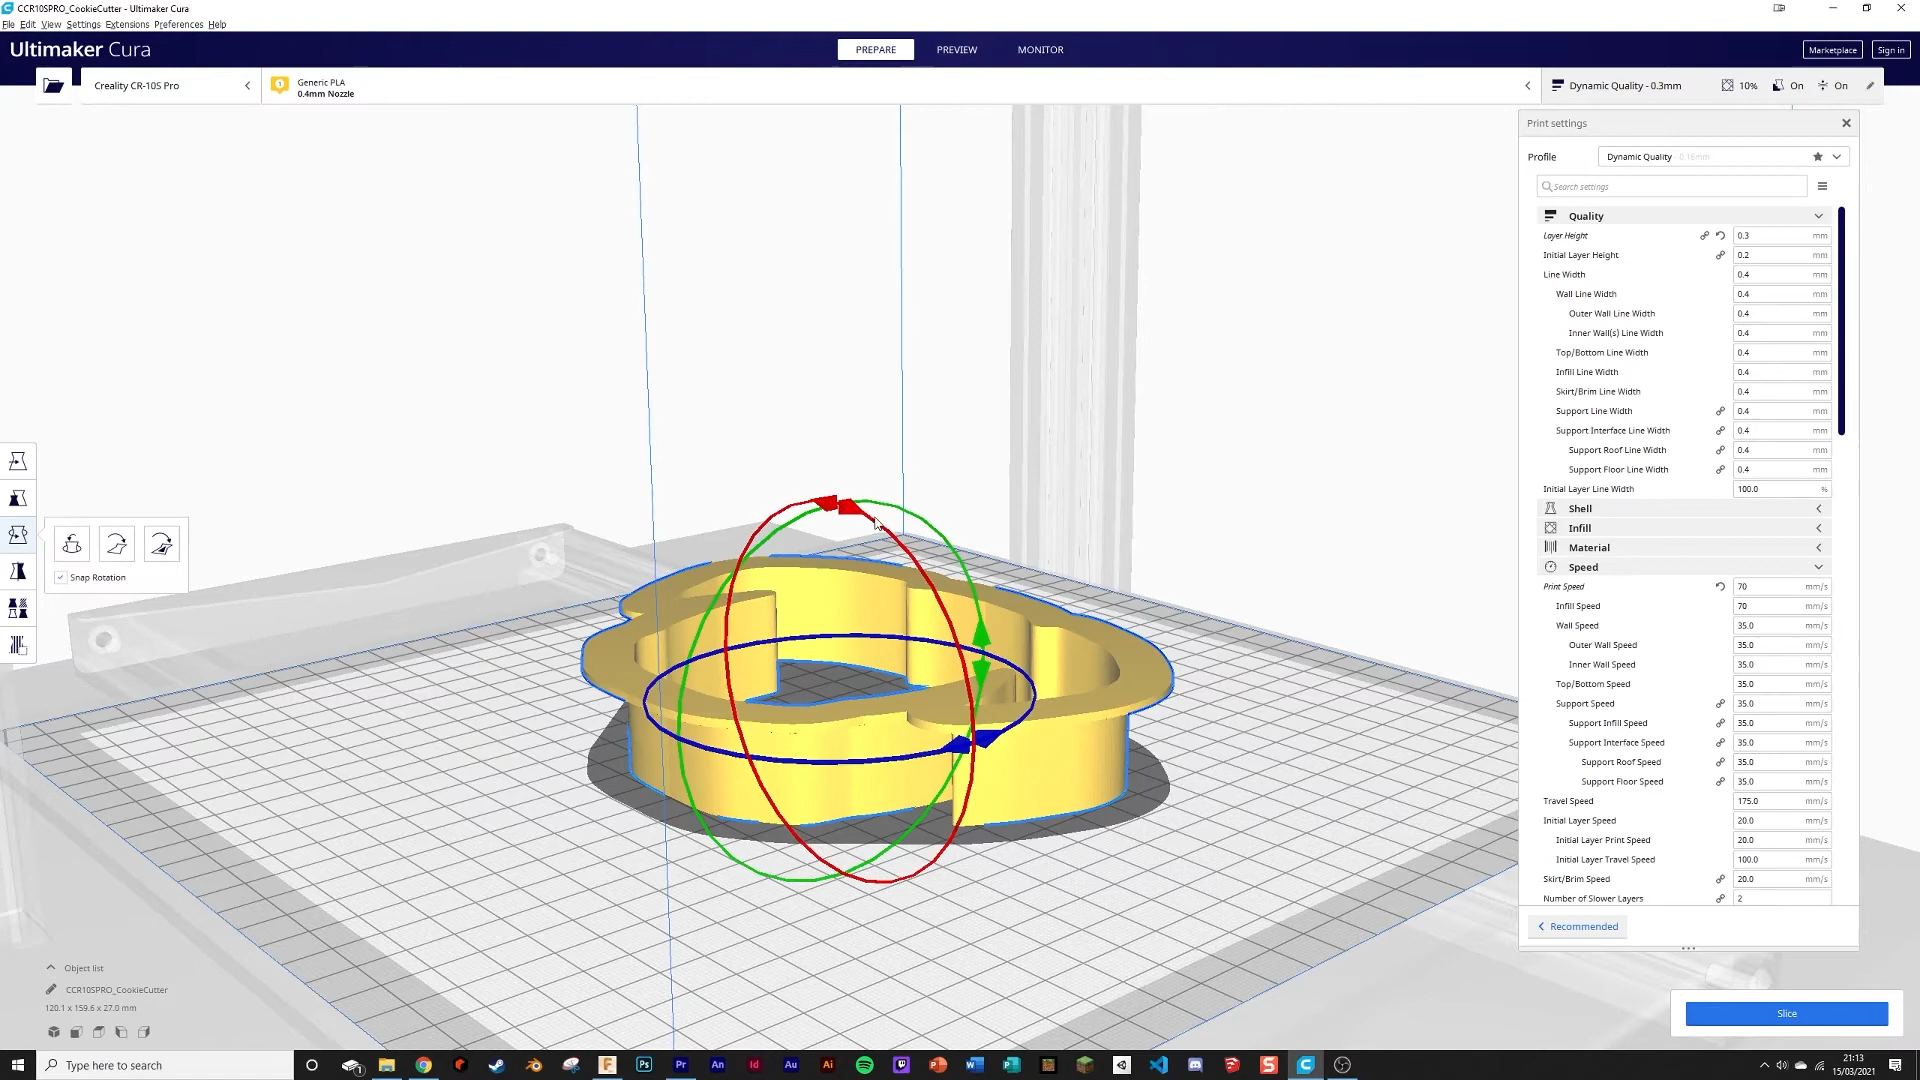 CCR10SPRO_CookieCutter - Ultimaker Cura
File Edit View Settings Extensions Preferences Help
Ultimaker Cura
PREPARE
PREVIEW
MONITOR
Marketplace
Sign in
Creality CR-10S Pro
1
Generic PLA
0.4mm Nozzle
Dynamic Quality - 0.3mm
10%
On
On
Print settings
Profile
Dynamic Quality - 0.16mm
Search settings
Quality
Layer Height 0.3 mm
Initial Layer Height 0.2 mm
Line Width 0.4 mm
Wall Line Width 0.4 mm
Outer Wall Line Width 0.4 mm
Inner Wall(s) Line Width 0.4 mm
Top/Bottom Line Width 0.4 mm
Infill Line Width 0.4 mm
Skirt/Brim Line Width 0.4 mm
Support Line Width 0.4 mm
Support Interface Line Width 0.4 mm
Support Roof Line Width 0.4 mm
Support Floor Line Width 0.4 mm
Initial Layer Line Width 100.0 %
Shell
Infill
Material
Speed
Print Speed 70 mm/s
Infill Speed 70 mm/s
Wall Speed 35.0 mm/s
Outer Wall Speed 35.0 mm/s
Inner Wall Speed 35.0 mm/s
Top/Bottom Speed 35.0 mm/s
Support Speed 35.0 mm/s
Support Infill Speed 35.0 mm/s
Support Interface Speed 35.0 mm/s
Support Roof Speed 35.0 mm/s
Support Floor Speed 35.0 mm/s
Travel Speed 175.0 mm/s
Initial Layer Speed 20.0 mm/s
Initial Layer Print Speed 20.0 mm/s
Initial Layer Travel Speed 100.0 mm/s
Skirt/Brim Speed 20.0 mm/s
Number of Slower Layers 2
Recommended
Slice
Snap Rotation
Object list
CCR10SPRO_CookieCutter
120.1 x 159.6 x 27.0 mm
Type here to search
1
Ps
Pr
An
Id
Au
Ai
21:13
15/03/2021